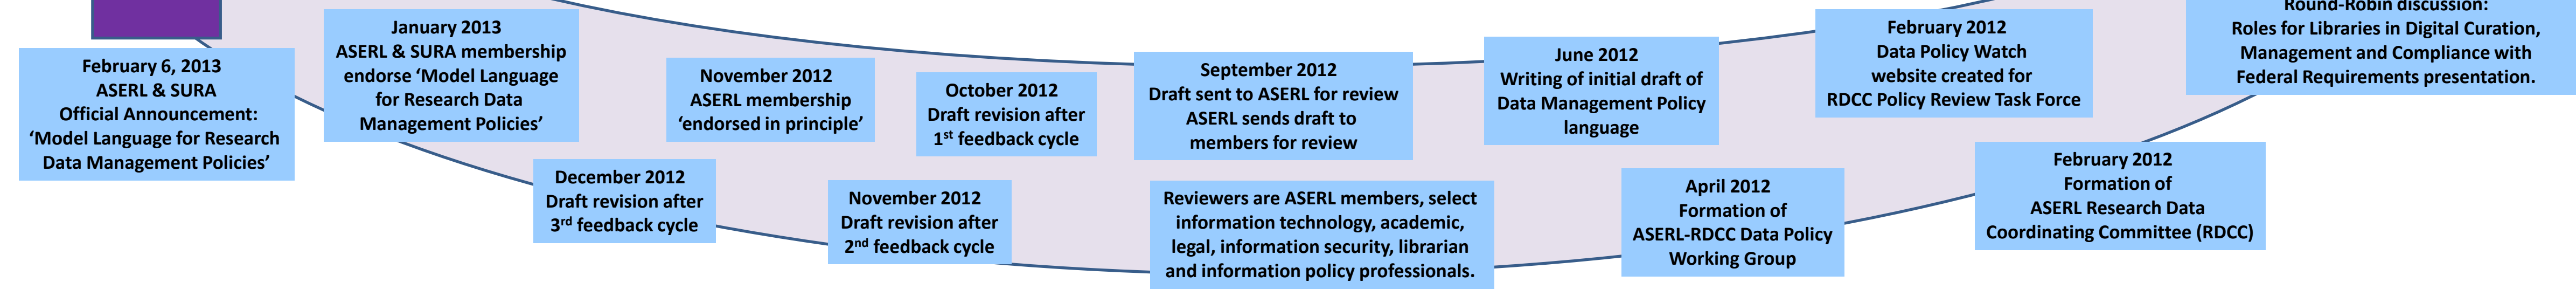 February 6, 2013
ASERL & SURA
Official Announcement:
‘Model Language for Research
Data Management Policies’
January 2013
ASERL & SURA membership
endorse ‘Model Language
for Research Data
Management Policies’
December 2012
Draft revision after
3rd feedback cycle
November 2012
ASERL membership
‘endorsed in principle’
November 2012
Draft revision after
2nd feedback cycle
October 2012
Draft revision after
1st feedback cycle
September 2012
Draft sent to ASERL for review
ASERL sends draft to
members for review
Reviewers are ASERL members, select
information technology, academic,
legal, information security, librarian
and information policy professionals.
June 2012
Writing of initial draft of
Data Management Policy
language
April 2012
Formation of
ASERL-RDCC Data Policy
Working Group
February 2012
Data Policy Watch
website created for
RDCC Policy Review Task Force
February 2012
Formation of
ASERL Research Data
Coordinating Committee (RDCC)
Round-Robin discussion:
Roles for Libraries in Digital Curation,
Management and Compliance with
Federal Requirements presentation.